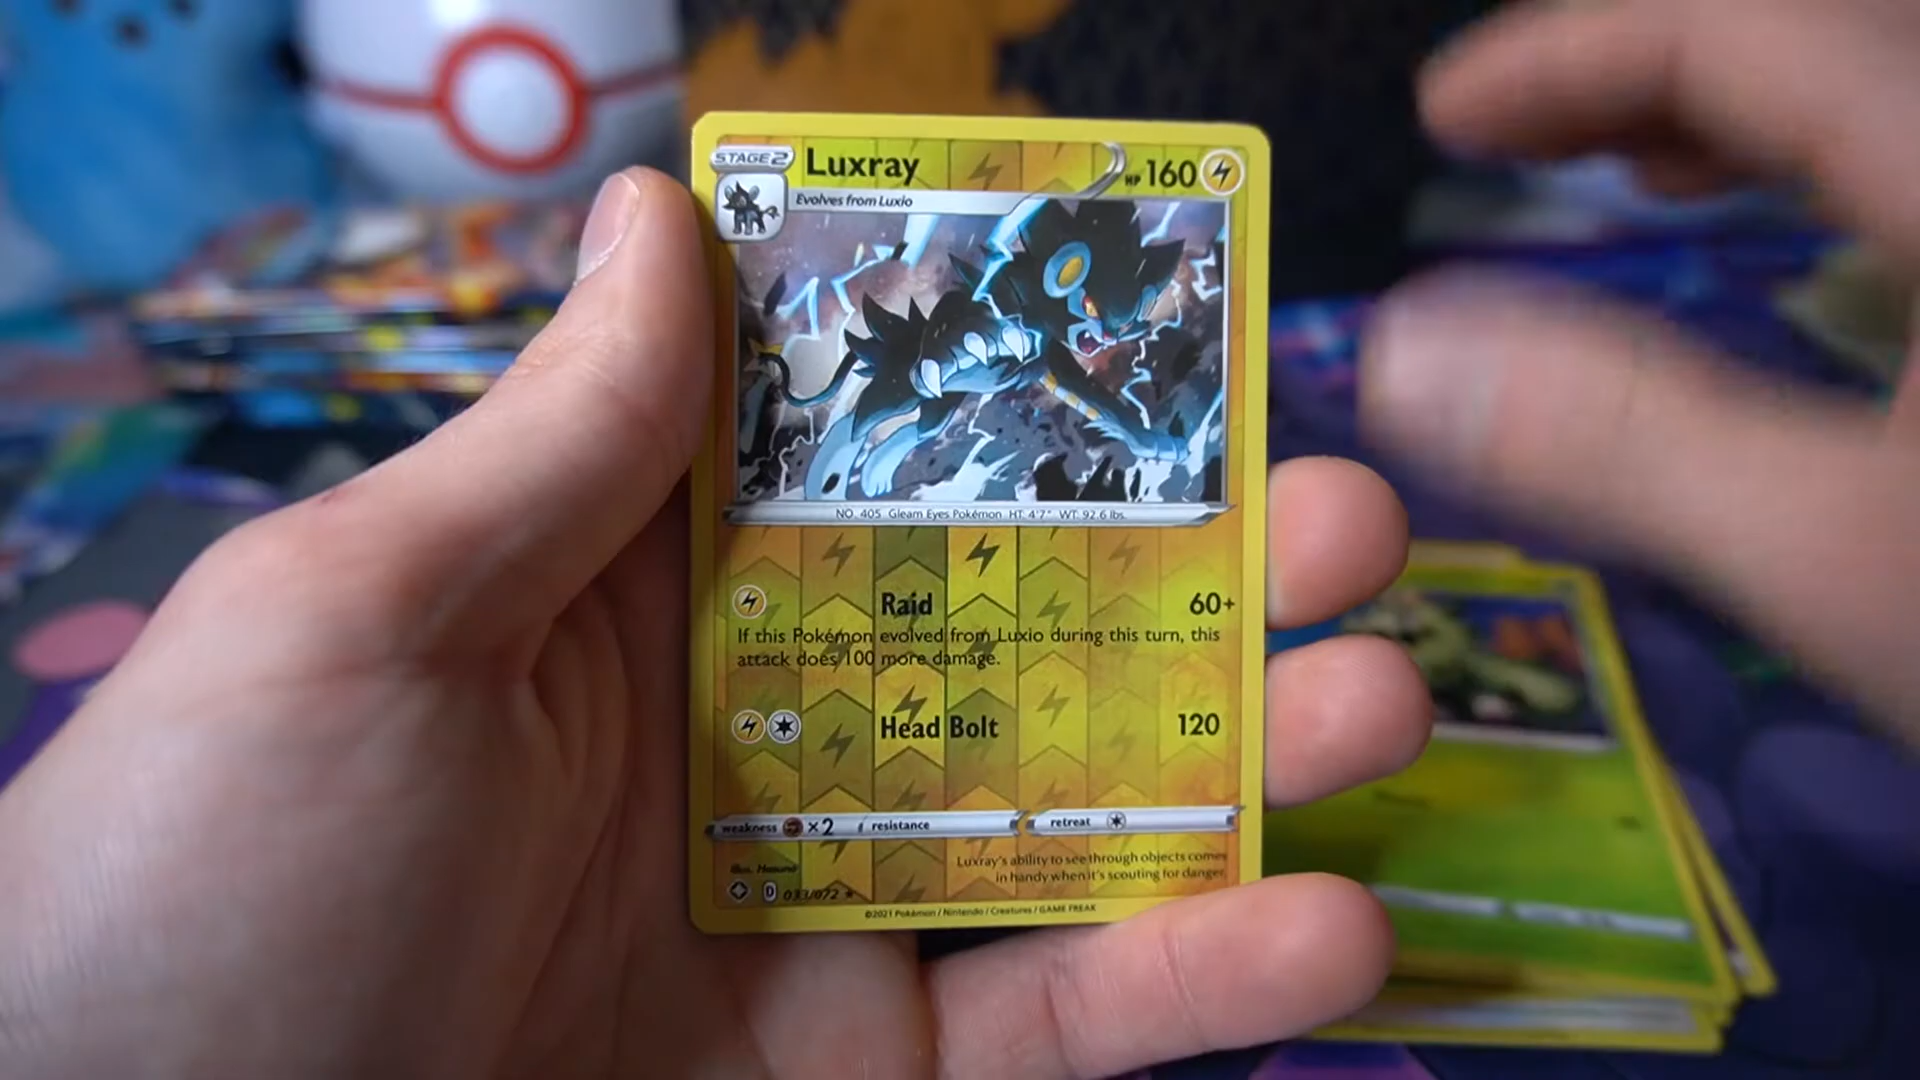 STAGE 2
Luxray
HP 160
Evolves from Luxio
NO. 405 Gleam Eyes Pokémon HT. 4'7" WT. 92.6 lbs.
Raid 60+
If this Pokémon evolved from Luxio during this turn, this
attack does 100 more damage.
Head Bolt 120
weakness ×2 resistance retreat
Illus. Hasuno
Luxray's ability to see through objects comes
in handy when it's scouting for danger.
D 033/072 ★
©2021 Pokémon / Nintendo / Creatures / GAME FREAK